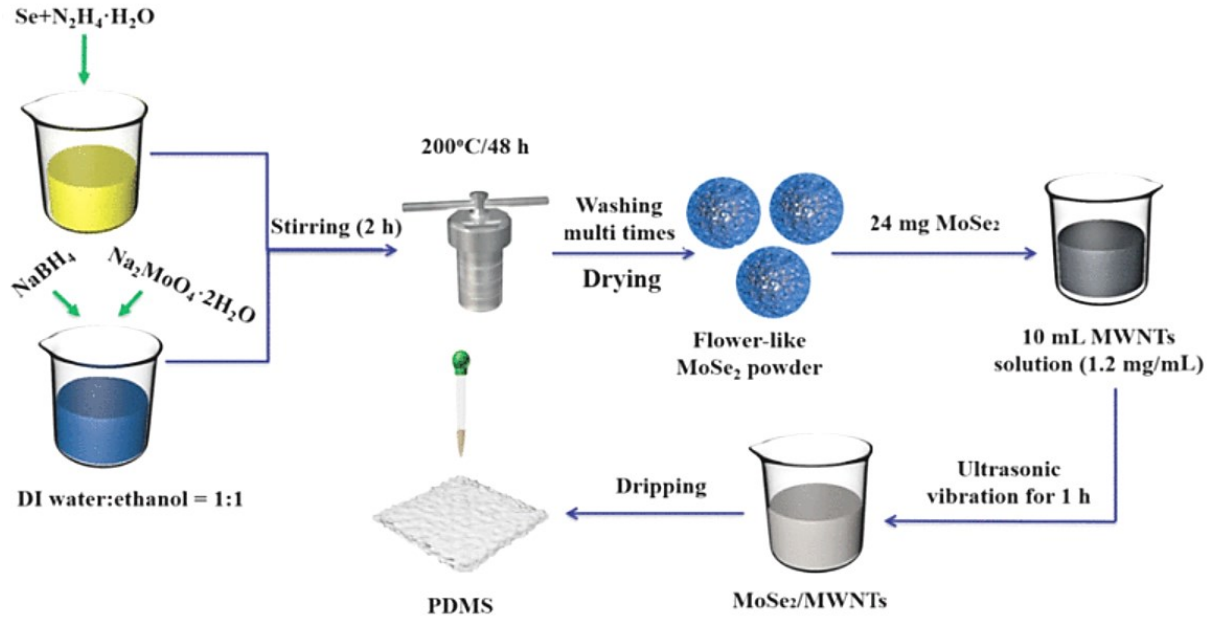 Se+N₂H₄·H₂O
200°C/48 h
Stirring (2 h)
NaBH₄
Na₂MoO₄·2H₂O
DI water:ethanol = 1:1
Washing
multi times
Drying
Flower-like
MoSe₂ powder
24 mg MoSe₂
10 mL MWNTs
solution (1.2 mg/mL)
Ultrasonic
vibration for 1 h
MoSe₂/MWNTs
Dripping
PDMS